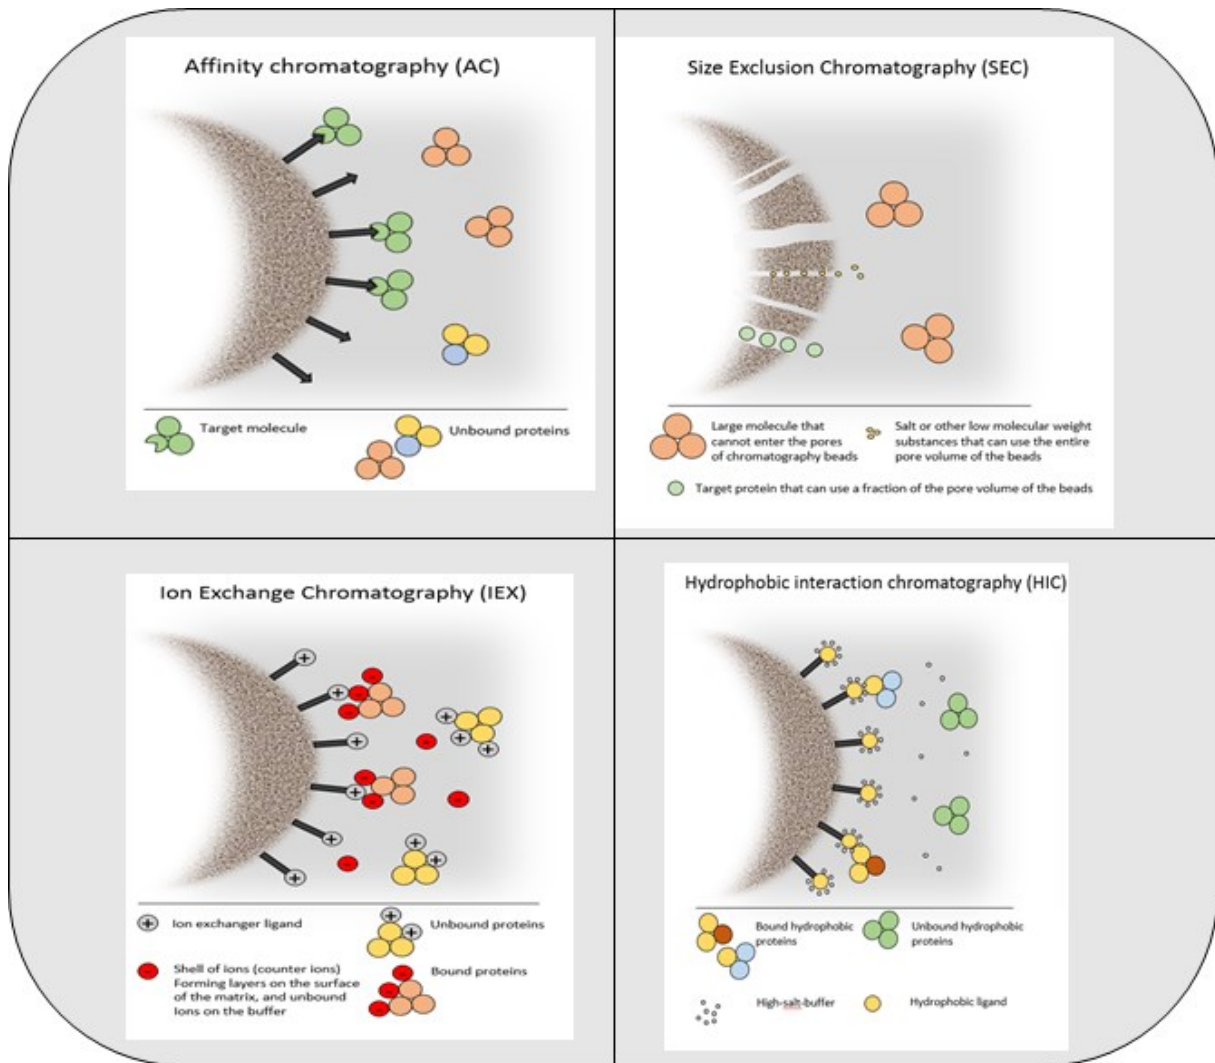 Affinity chromatography (AC)
Target molecule
Unbound proteins
Size Exclusion Chromatography (SEC)
Large molecule that
cannot enter the pores
of chromatography beads
Salt or other low molecular weight
substances that can use the entire
pore volume of the beads
Target protein that can use a fraction of the pore volume of the beads
Ion Exchange Chromatography (IEX)
+
+
+
+
+
+
-
-
-
-
-
-
-
-
+
+
+
+
+
+ Ion exchanger ligand
- Shell of ions (counter ions)
Forming layers on the surface
of the matrix, and unbound
Ions on the buffer
+
+
Unbound proteins
-
-
-
Bound proteins
Hydrophobic interaction chromatography (HIC)
Bound hydrophobic
proteins
Unbound hydrophobic
proteins
High-salt-buffer
Hydrophobic ligand